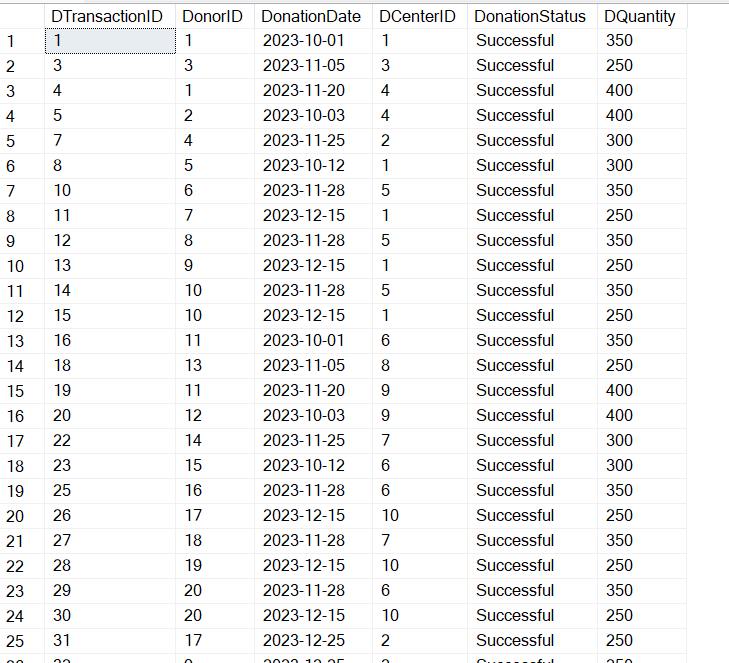 DTransactionID DonorID DonationDate DCenterID DonationStatus DQuantity
1 1 1 2023-10-01 1 Successful 350
2 3 3 2023-11-05 3 Successful 250
3 4 1 2023-11-20 4 Successful 400
4 5 2 2023-10-03 4 Successful 400
5 7 4 2023-11-25 2 Successful 300
6 8 5 2023-10-12 1 Successful 300
7 10 6 2023-11-28 5 Successful 350
8 11 7 2023-12-15 1 Successful 250
9 12 8 2023-11-28 5 Successful 350
10 13 9 2023-12-15 1 Successful 250
11 14 10 2023-11-28 5 Successful 350
12 15 10 2023-12-15 1 Successful 250
13 16 11 2023-10-01 6 Successful 350
14 18 13 2023-11-05 8 Successful 250
15 19 11 2023-11-20 9 Successful 400
16 20 12 2023-10-03 9 Successful 400
17 22 14 2023-11-25 7 Successful 300
18 23 15 2023-10-12 6 Successful 300
19 25 16 2023-11-28 6 Successful 350
20 26 17 2023-12-15 10 Successful 250
21 27 18 2023-11-28 7 Successful 350
22 28 19 2023-12-15 10 Successful 250
23 29 20 2023-11-28 6 Successful 350
24 30 20 2023-12-15 10 Successful 250
25 31 17 2023-12-25 2 Successful 250